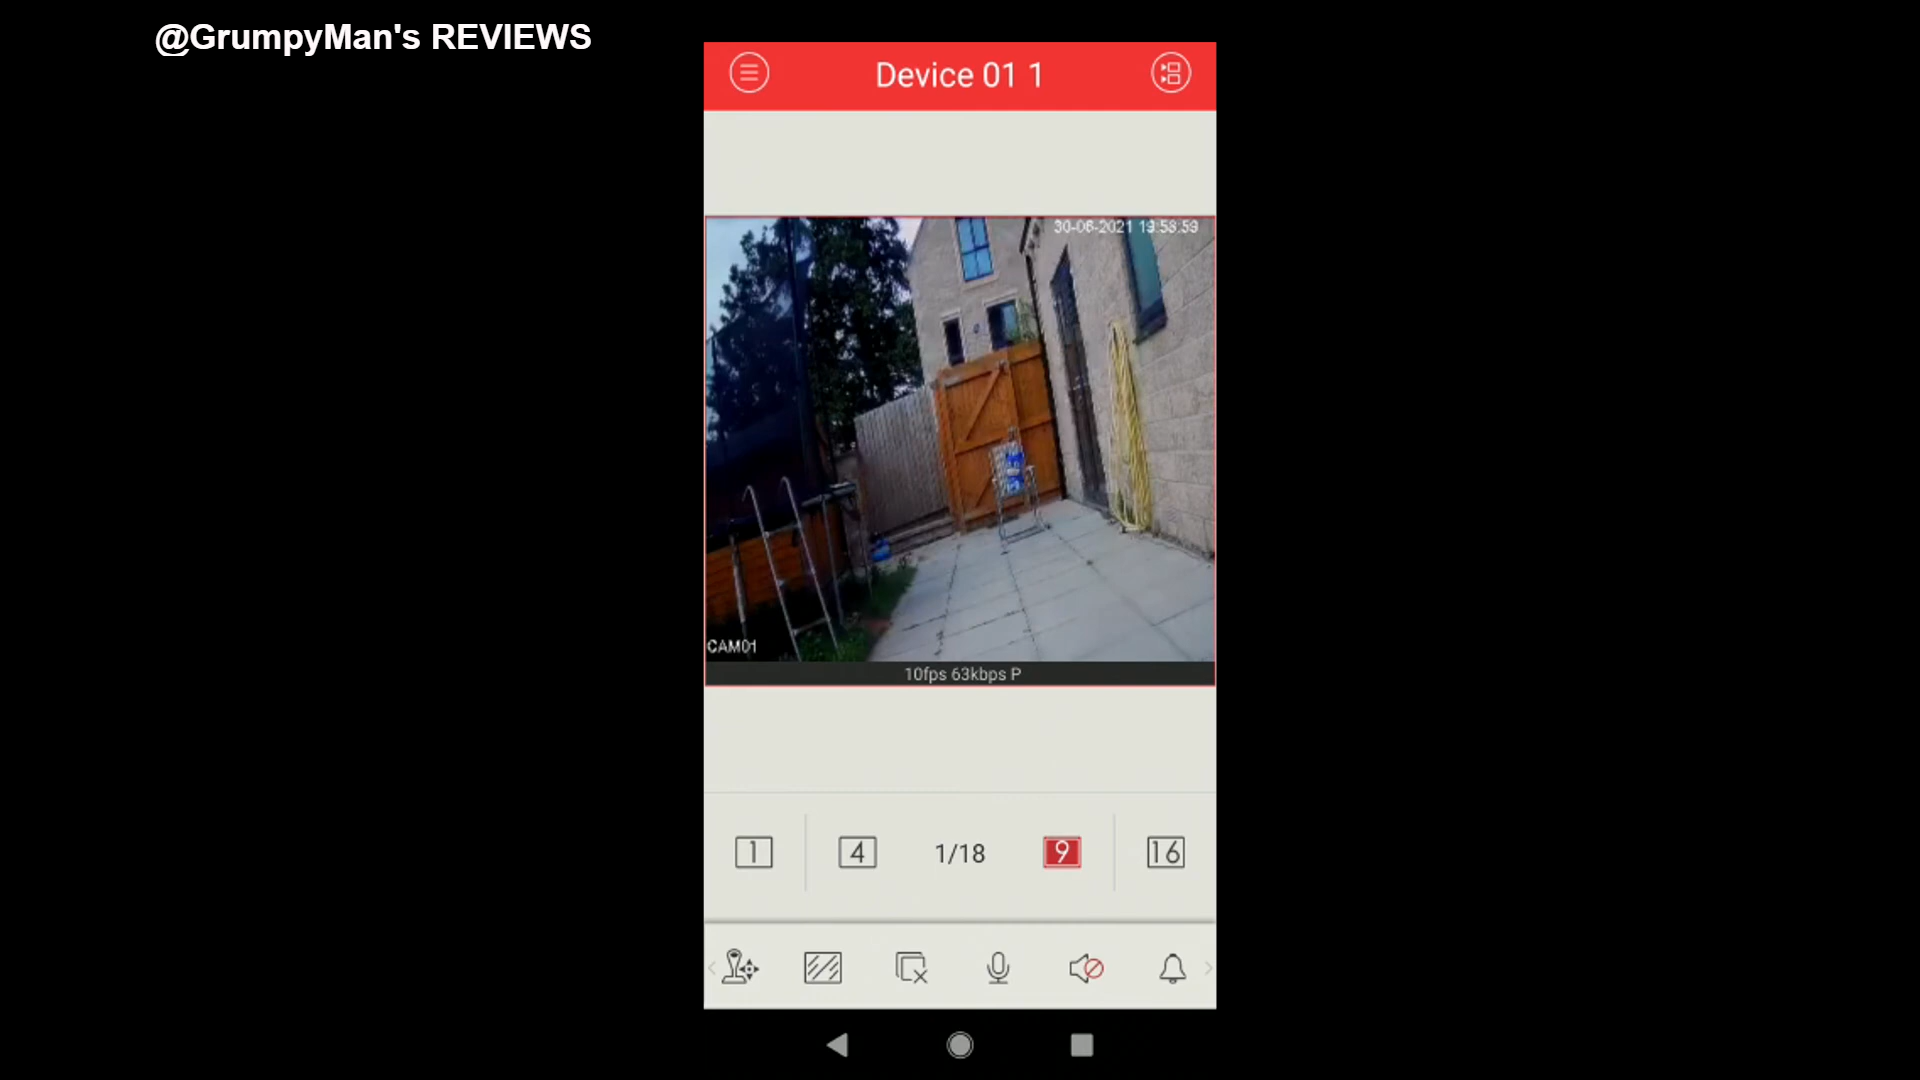 @GrumpyMan's REVIEWS
Device 01 1
30-06-2021 19:58:59
CAM01
10fps 63kbps P
1
4
1/18
9
16